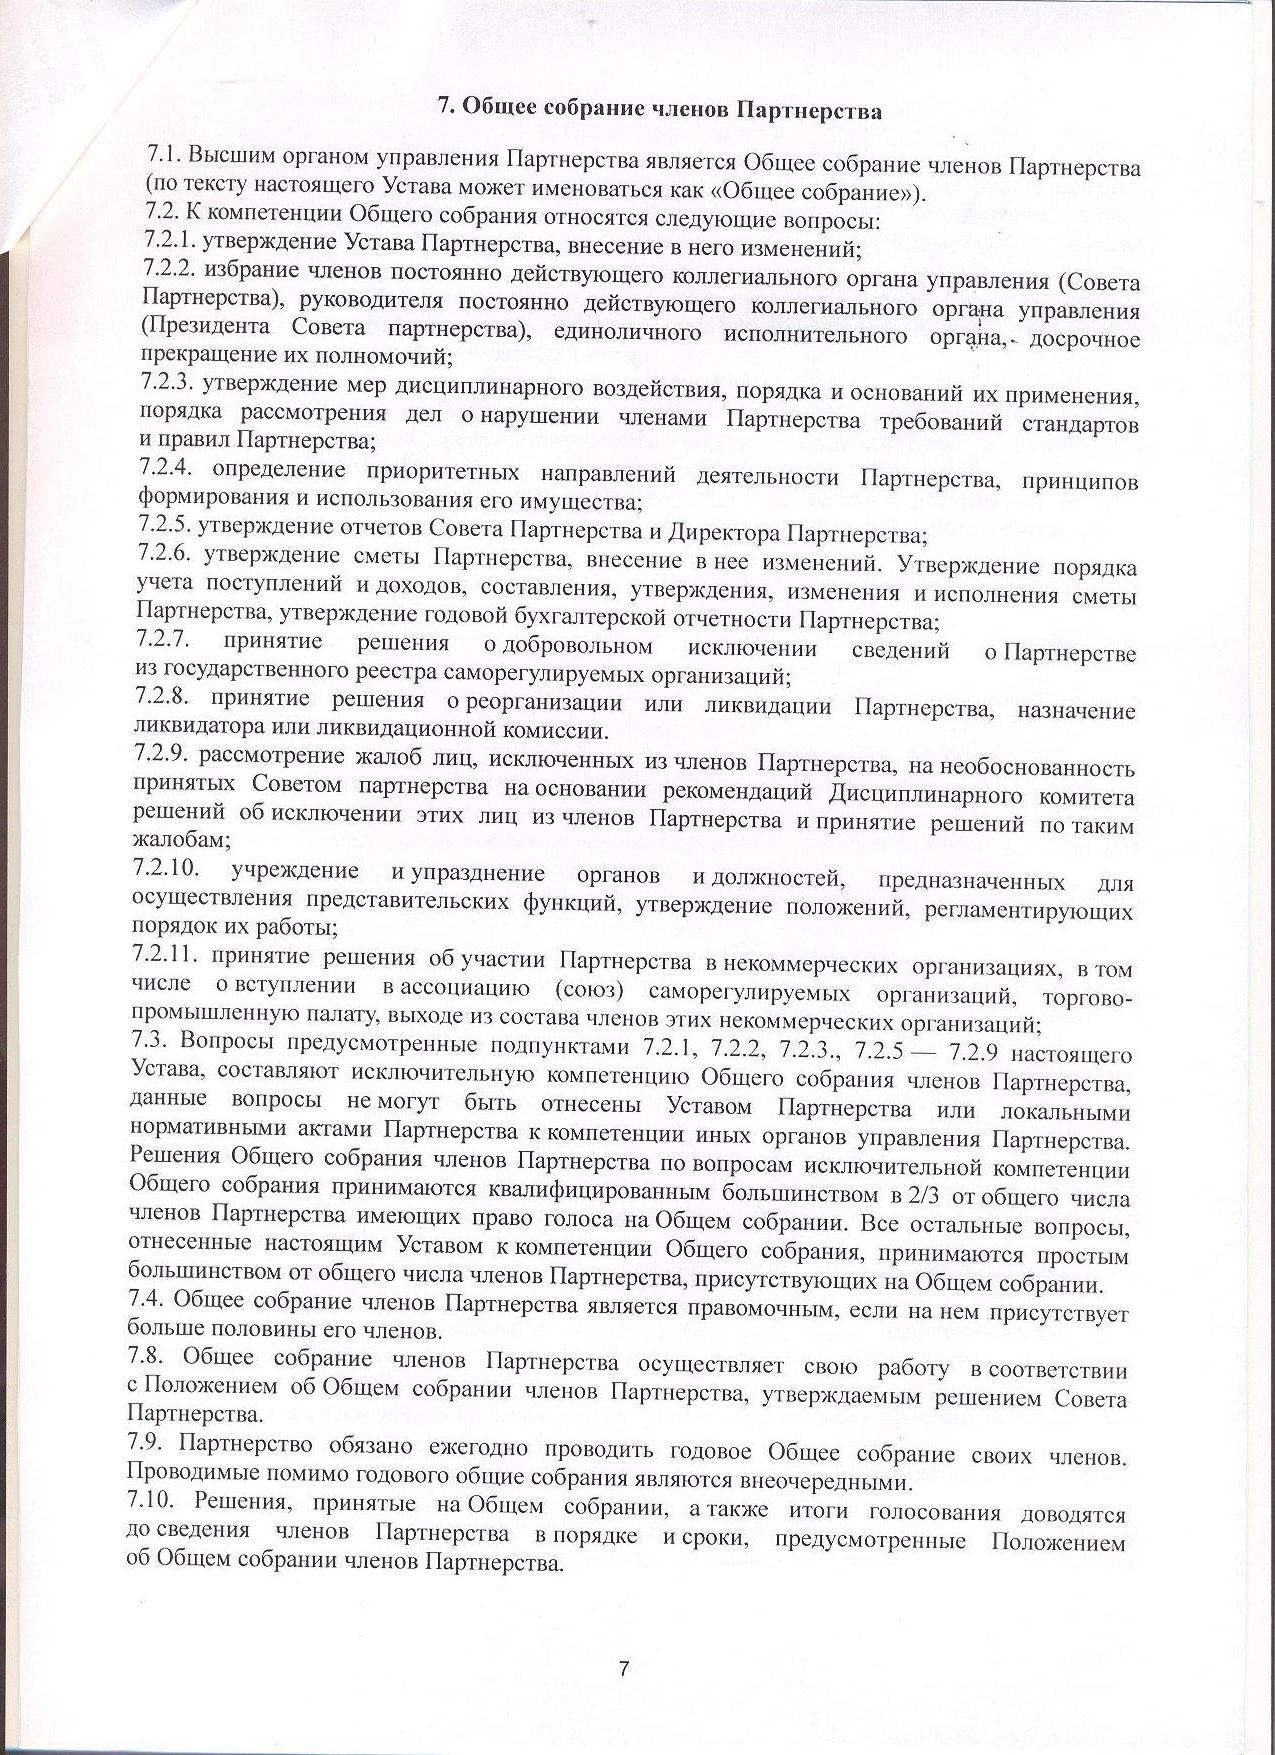 7. Общее собрание членов Партнерства
7.1. Высшим органом управления Партнерства является Общее собрание членов Партнерства
(по тексту настоящего Устава может именоваться как «Общее собрание»).
7.2. К компетенции Общего собрания относятся следующие вопросы:
7.2.1. утверждение Устава Партнерства, внесение в него изменений;
7.2.2. избрание членов постоянно действующего коллегиального органа управления (Совета
Партнерства), руководителя постоянно действующего коллегиального органа управления
(Президента Совета партнерства), единоличного исполнительного органа, досрочное
прекращение их полномочий;
7.2.3. утверждение мер дисциплинарного воздействия, порядка и оснований их применения,
порядка рассмотрения дел о нарушении членами Партнерства требований стандартов
и правил Партнерства;
7.2.4. определение приоритетных направлений деятельности Партнерства, принципов
формирования и использования его имущества;
7.2.5. утверждение отчетов Совета Партнерства и Директора Партнерства;
7.2.6. утверждение сметы Партнерства, внесение в нее изменений. Утверждение порядка
учета поступлений и доходов, составления, утверждения, изменения и исполнения сметы
Партнерства, утверждение годовой бухгалтерской отчетности Партнерства;
7.2.7. принятие решения о добровольном исключении сведений о Партнерстве
из государственного реестра саморегулируемых организаций;
7.2.8. принятие решения о реорганизации или ликвидации Партнерства, назначение
ликвидатора или ликвидационной комиссии.
7.2.9. рассмотрение жалоб лиц, исключенных из членов Партнерства, на необоснованность
принятых Советом партнерства на основании рекомендаций Дисциплинарного комитета
решений об исключении этих лиц из членов Партнерства и принятие решений по таким
жалобам;
7.2.10. учреждение и упразднение органов и должностей, предназначенных для
осуществления представительских функций, утверждение положений, регламентирующих
порядок их работы;
7.2.11. принятие решения об участии Партнерства в некоммерческих организациях, в том
числе о вступлении в ассоциацию (союз) саморегулируемых организаций, торгово-
промышленную палату, выходе из состава членов этих некоммерческих организаций;
7.3. Вопросы предусмотренные подпунктами 7.2.1, 7.2.2, 7.2.3., 7.2.5 — 7.2.9 настоящего
Устава, составляют исключительную компетенцию Общего собрания членов Партнерства,
данные вопросы не могут быть отнесены Уставом Партнерства или локальными
нормативными актами Партнерства к компетенции иных органов управления Партнерства.
Решения Общего собрания членов Партнерства по вопросам исключительной компетенции
Общего собрания принимаются квалифицированным большинством в 2/3 от общего числа
членов Партнерства имеющих право голоса на Общем собрании. Все остальные вопросы,
отнесенные настоящим Уставом к компетенции Общего собрания, принимаются простым
большинством от общего числа членов Партнерства, присутствующих на Общем собрании.
7.4. Общее собрание членов Партнерства является правомочным, если на нем присутствует
больше половины его членов.
7.8. Общее собрание членов Партнерства осуществляет свою работу в соответствии
с Положением об Общем собрании членов Партнерства, утверждаемым решением Совета
Партнерства.
7.9. Партнерство обязано ежегодно проводить годовое Общее собрание своих членов.
Проводимые помимо годового общие собрания являются внеочередными.
7.10. Решения, принятые на Общем собрании, а также итоги голосования доводятся
до сведения членов Партнерства в порядке и сроки, предусмотренные Положением
об Общем собрании членов Партнерства.
7